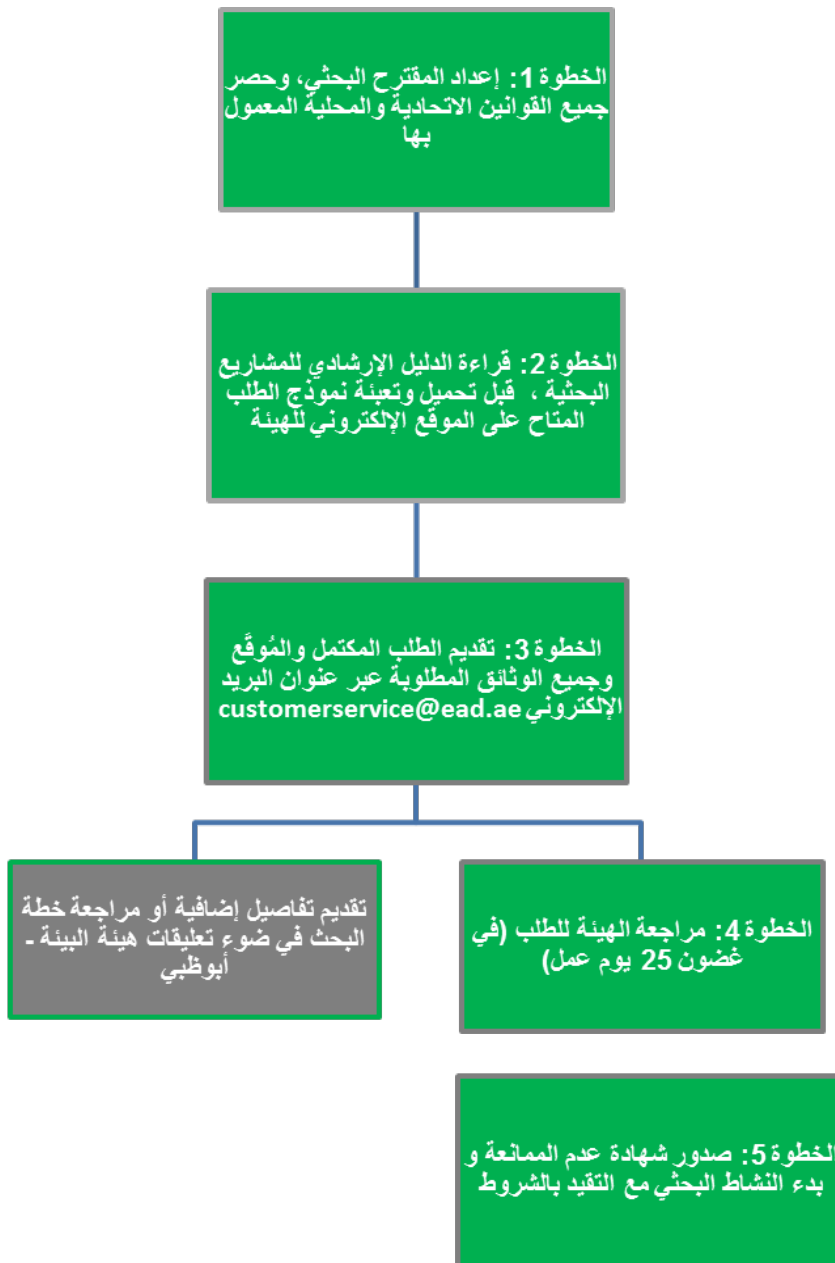 الخطوة 1: إعداد المقترح البحثي، وحصر
جميع القوانين الاتحادية والمحلية المعمول
بها
الخطوة 2: قراءة الدليل الإرشادي للمشاريع
البحثية ، قبل تحميل وتعبئة نموذج الطلب
المتاح على الموقع الإلكتروني للهيئة
الخطوة 3: تقديم الطلب المكتمل والمُوقَّع
وجميع الوثائق المطلوبة عبر عنوان البريد
الإلكتروني customerservice@ead.ae
الخطوة 4: مراجعة الهيئة للطلب (في
غضون 25 يوم عمل)
تقديم تفاصيل إضافية أو مراجعة خطة
البحث في ضوء تعليقات هيئة البيئة -
أبوظبي
الخطوة 5: صدور شهادة عدم الممانعة و
بدء النشاط البحثي مع التقيد بالشروط